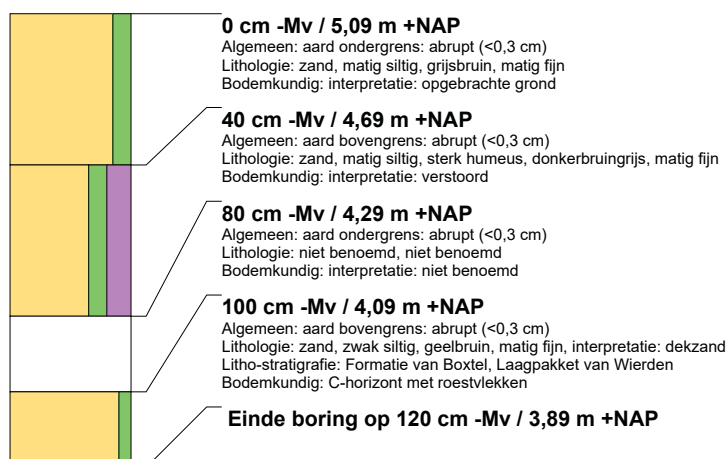 0 cm -Mv / 5,09 m +NAP
Algemeen: aard ondergrens: abrupt (<0,3 cm)
Lithologie: zand, matig siltig, grijsbruin, matig fijn
Bodemkundig: interpretatie: opgebrachte grond
40 cm -Mv / 4,69 m +NAP
Algemeen: aard bovengrens: abrupt (<0,3 cm)
Lithologie: zand, matig siltig, sterk humeus, donkerbruingrijs, matig fijn
Bodemkundig: interpretatie: verstoord
80 cm -Mv / 4,29 m +NAP
Algemeen: aard ondergrens: abrupt (<0,3 cm)
Lithologie: niet benoemd, niet benoemd
Bodemkundig: interpretatie: niet benoemd
100 cm -Mv / 4,09 m +NAP
Algemeen: aard bovengrens: abrupt (<0,3 cm)
Lithologie: zand, zwak siltig, geelbruin, matig fijn, interpretatie: dekzand
Litho-stratigrafie: Formatie van Boxtel, Laagpakket van Wierden
Bodemkundig: C-horizont met roestvlekken
Einde boring op 120 cm -Mv / 3,89 m +NAP